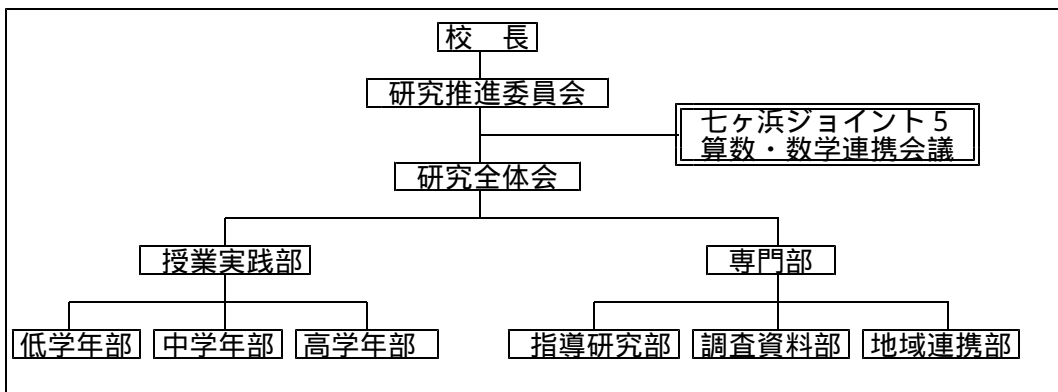 校　長
研究推進委員会
七ヶ浜ジョイント５
算数・数学連携会議
研究全体会
授業実践部
専門部
低学年部
中学年部
高学年部
指導研究部
調査資料部
地域連携部